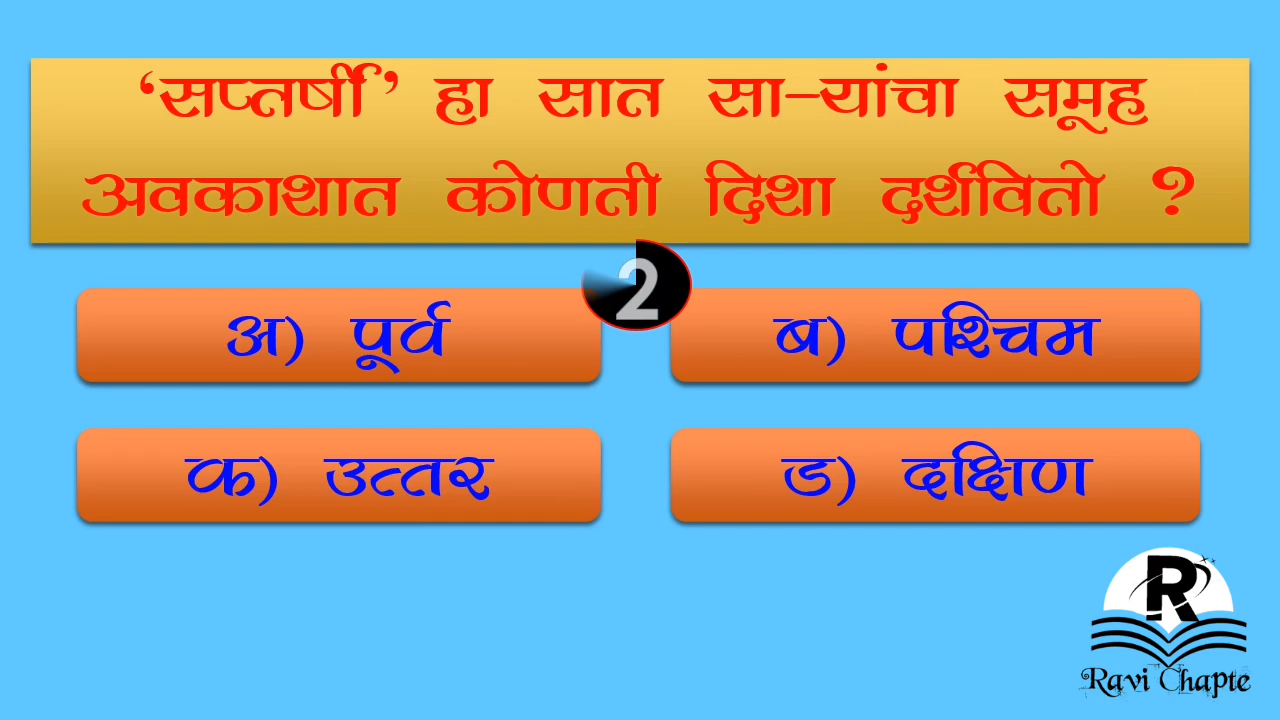 ‘सप्तर्षी’ हा सात सा-यांचा समूह
अवकाशात कोणती दिशा दर्शवितो ?
2
अ) पूर्व
ब) पश्चिम
क) उत्तर
ड) दक्षिण
R
Ravi Chapte